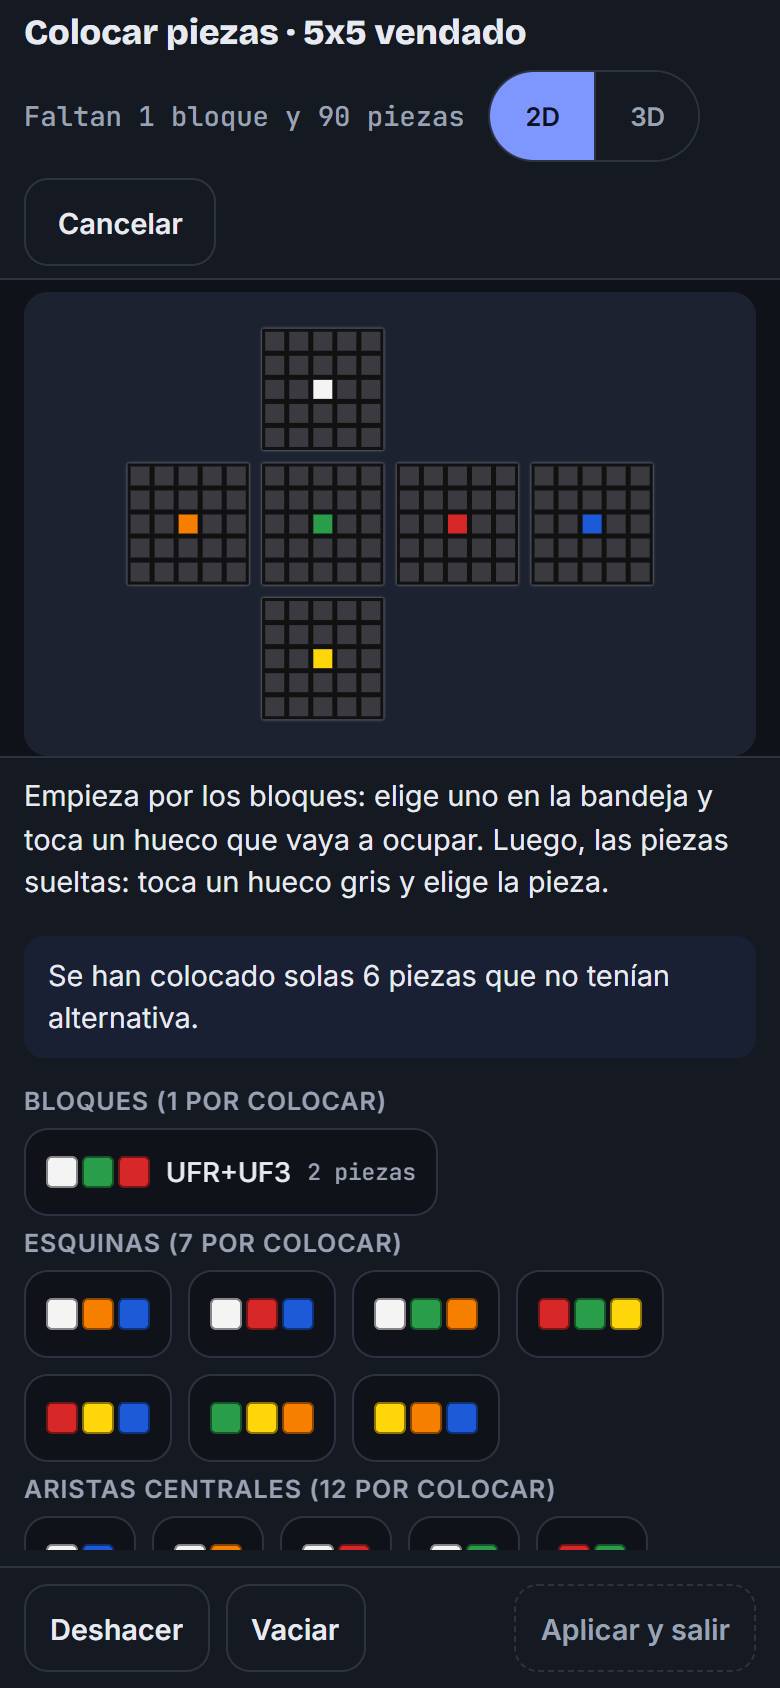 Colocar piezas · 5x5 vendado
Faltan 1 bloque y 90 piezas
2D
3D
Cancelar
Empieza por los bloques: elige uno en la bandeja y
toca un hueco que vaya a ocupar. Luego, las piezas
sueltas: toca un hueco gris y elige la pieza.
Se han colocado solas 6 piezas que no tenían
alternativa.
BLOQUES (1 POR COLOCAR)
UFR+UF3 2 piezas
ESQUINAS (7 POR COLOCAR)
ARISTAS CENTRALES (12 POR COLOCAR)
Deshacer
Vaciar
Aplicar y salir